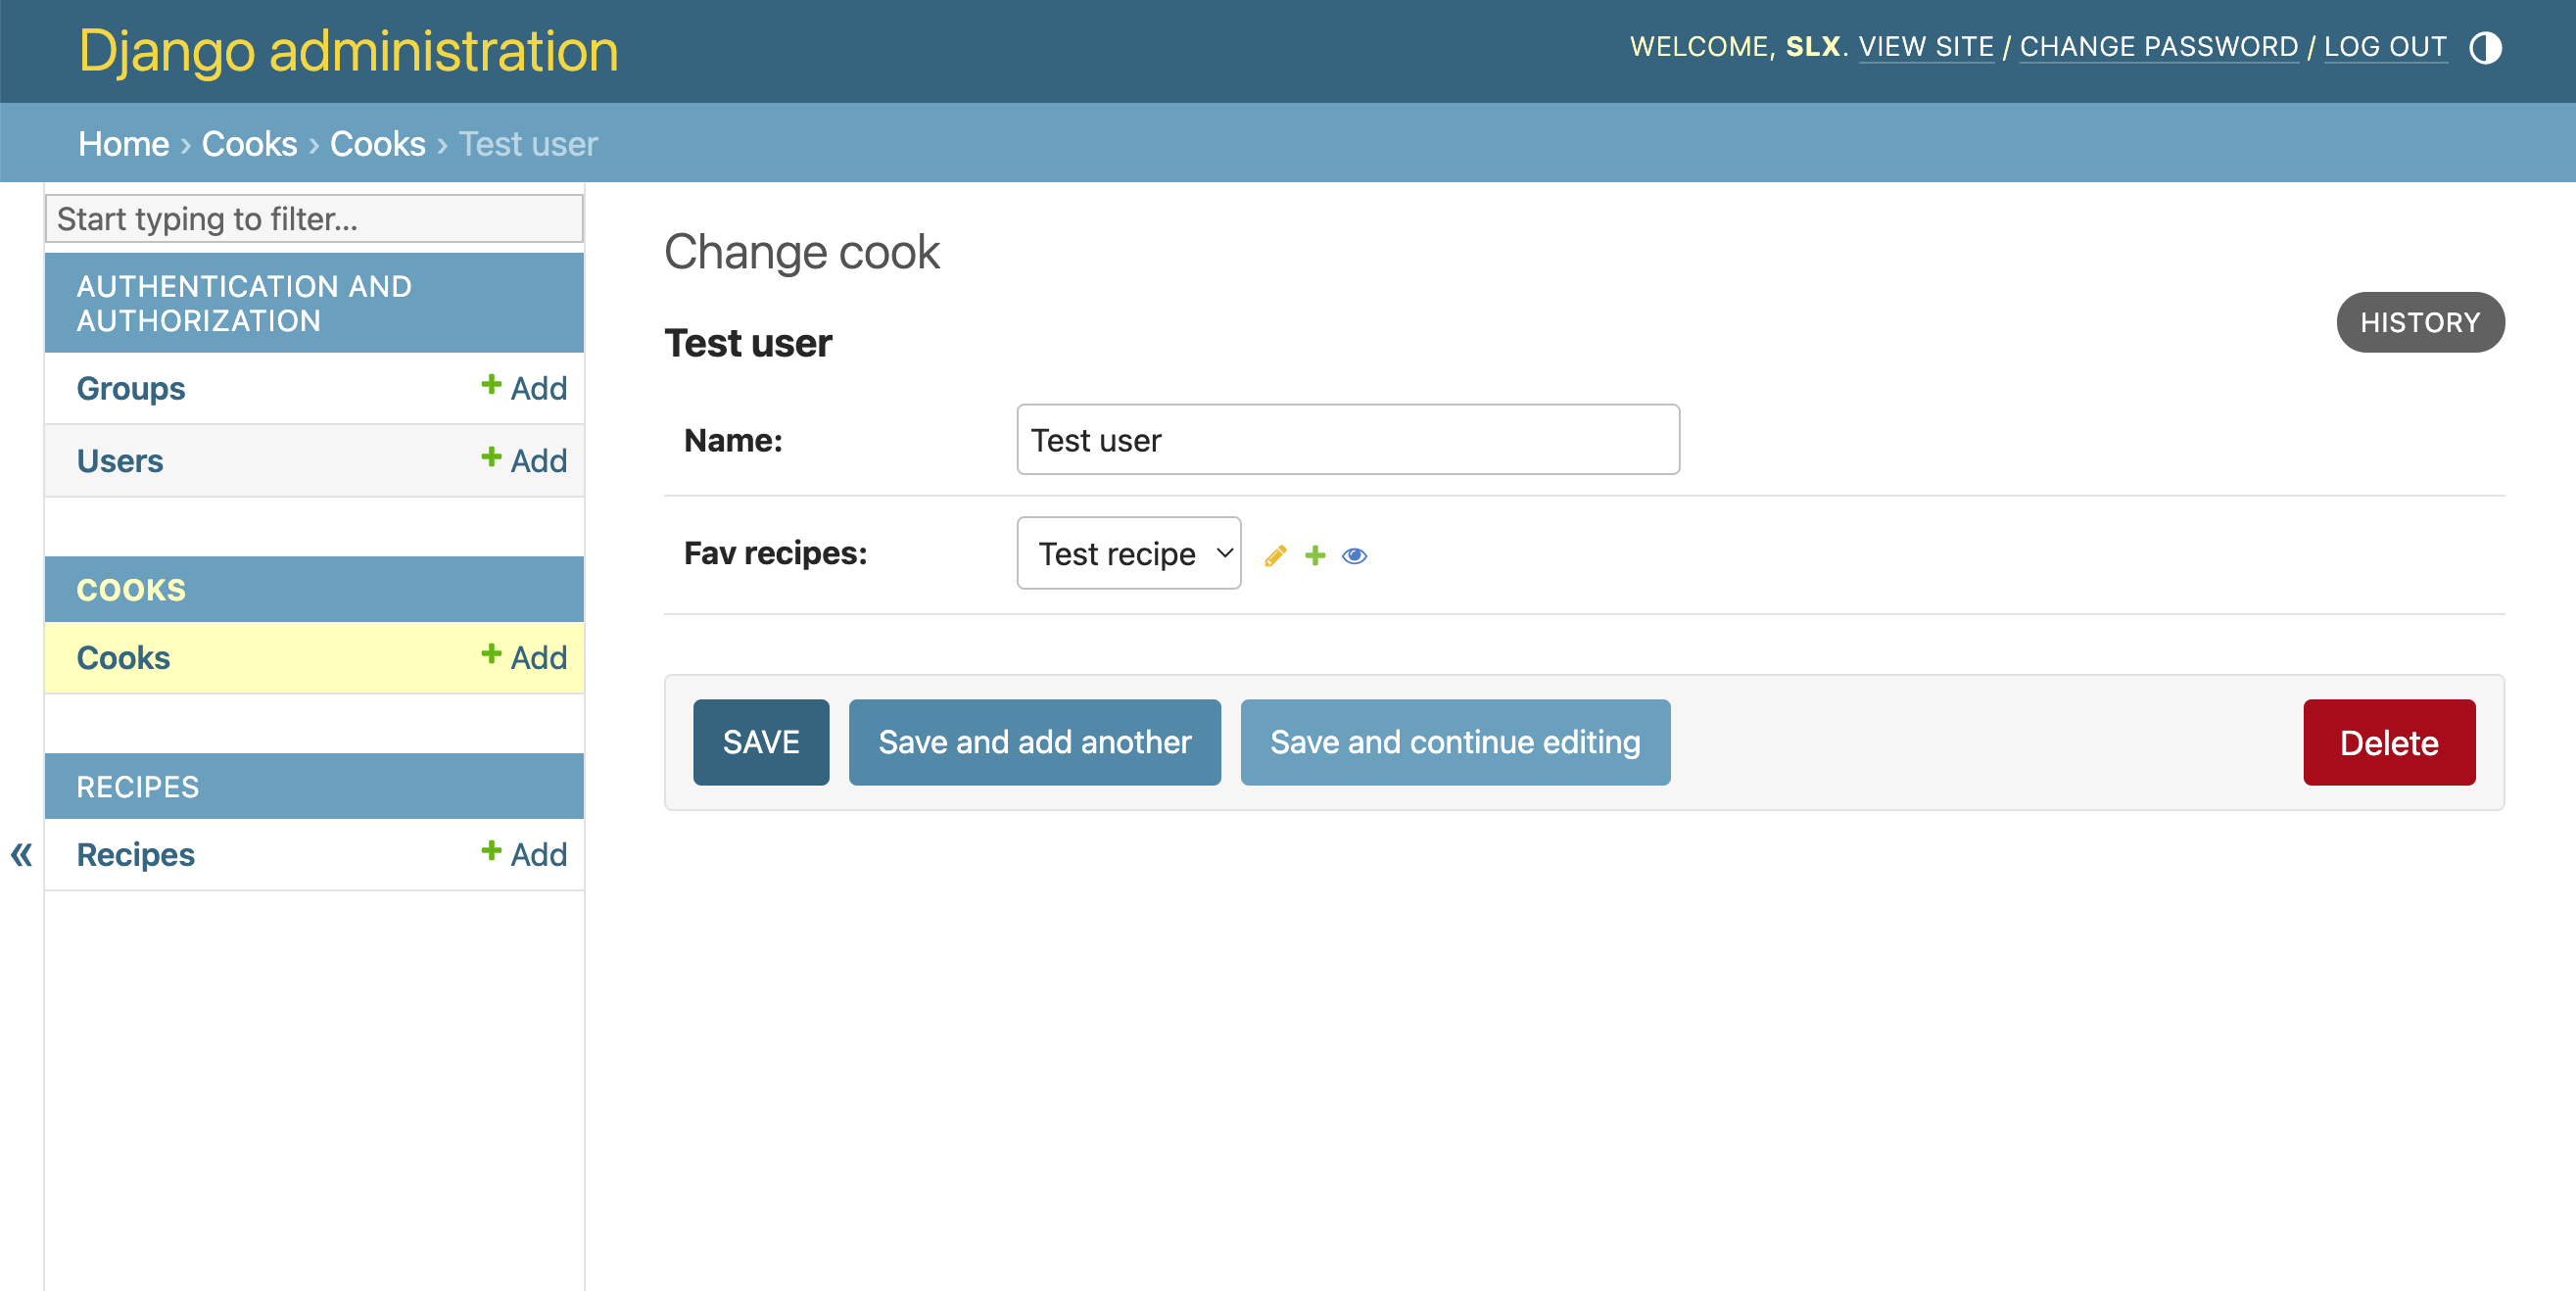 Django administration
WELCOME, SLX. VIEW SITE / CHANGE PASSWORD / LOG OUT
Home › Cooks › Cooks › Test user
Start typing to filter...
AUTHENTICATION AND
AUTHORIZATION
Groups + Add
Users + Add
COOKS
Cooks + Add
RECIPES
« Recipes + Add
Change cook
HISTORY
Test user
Name: Test user
Fav recipes: Test recipe
SAVE Save and add another Save and continue editing Delete